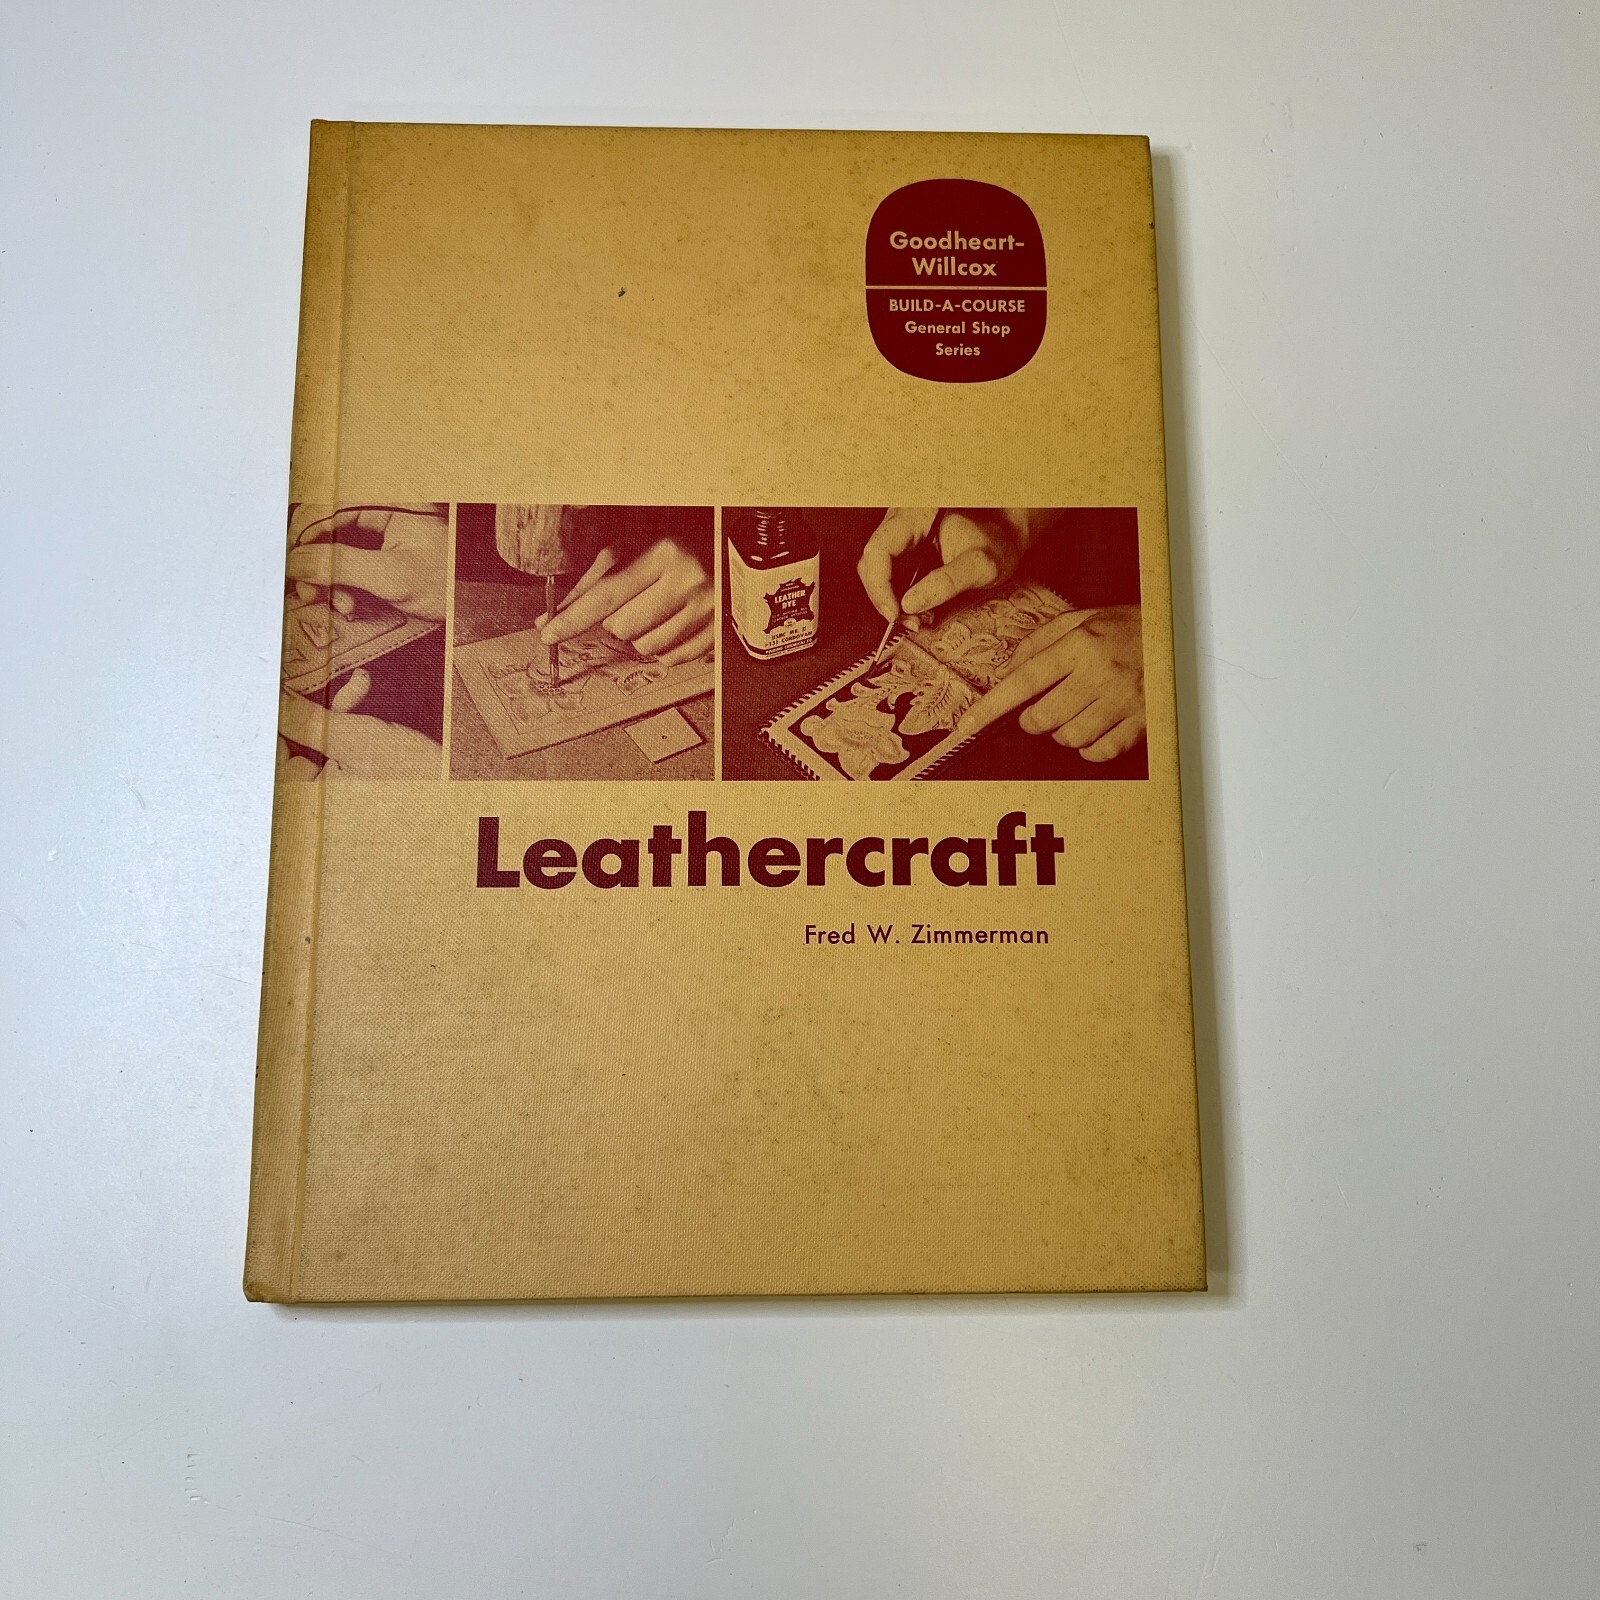 Goodheart-
Willcox
BUILD-A-COURSE
General Shop
Series
LEATHER
DYE
Leathercraft
Fred W. Zimmerman